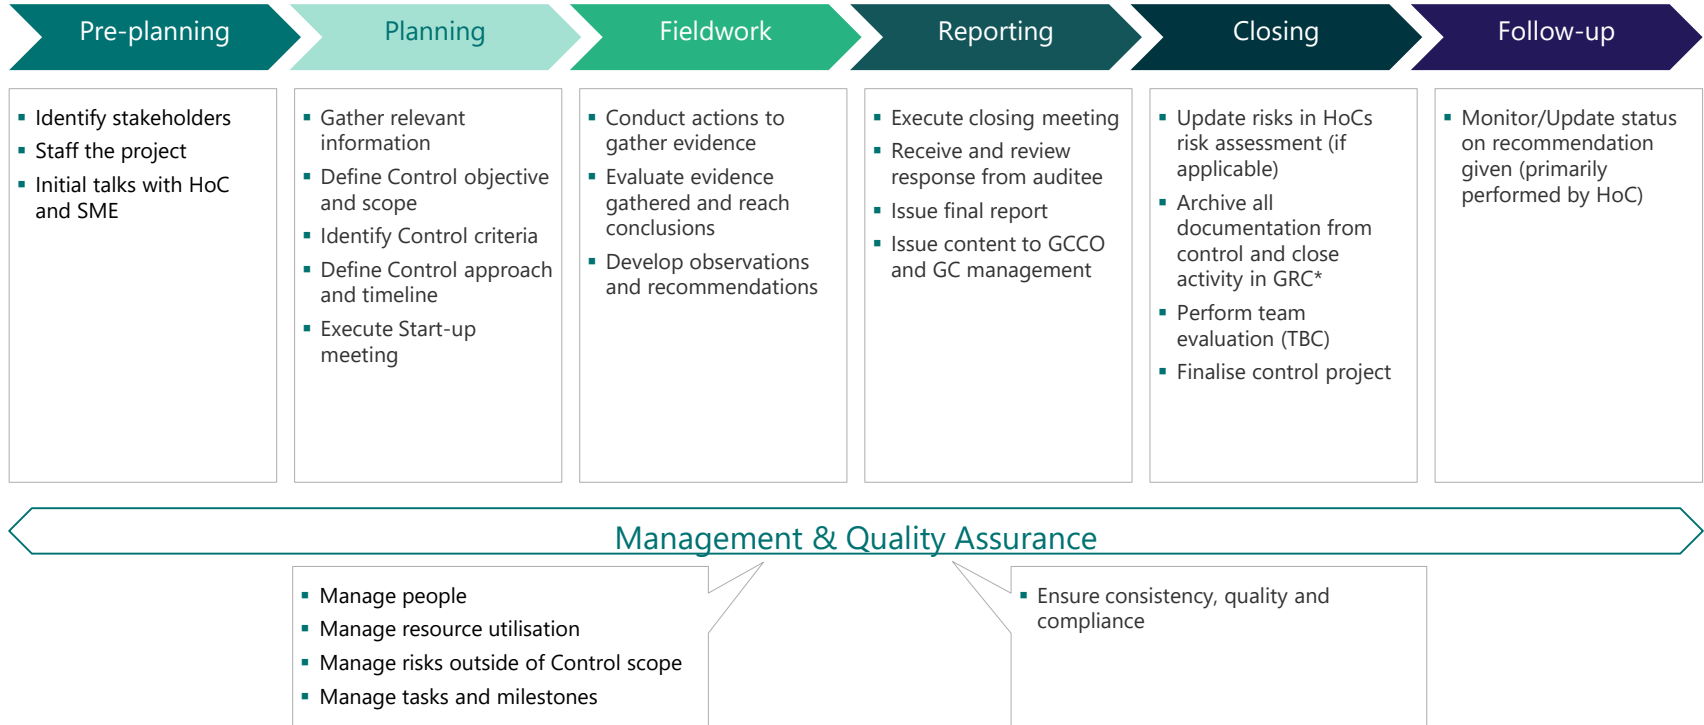 Pre-planning
Planning
Fieldwork
Reporting
Closing
Follow-up
▪ Identify stakeholders
▪ Staff the project
▪ Initial talks with HoC
and SME
▪ Gather relevant
information
▪ Define Control objective
and scope
▪ Identify Control criteria
▪ Define Control approach
and timeline
▪ Execute Start-up
meeting
▪ Conduct actions to
gather evidence
▪ Evaluate evidence
gathered and reach
conclusions
▪ Develop observations
and recommendations
▪ Execute closing meeting
▪ Receive and review
response from auditee
▪ Issue final report
▪ Issue content to GCCO
and GC management
▪ Update risks in HoCs
risk assessment (if
applicable)
▪ Archive all
documentation from
control and close
activity in GRC*
▪ Perform team
evaluation (TBC)
▪ Finalise control project
▪ Monitor/Update status
on recommendation
given (primarily
performed by HoC)
Management & Quality Assurance
▪ Manage people
▪ Manage resource utilisation
▪ Manage risks outside of Control scope
▪ Manage tasks and milestones
▪ Ensure consistency, quality and
compliance